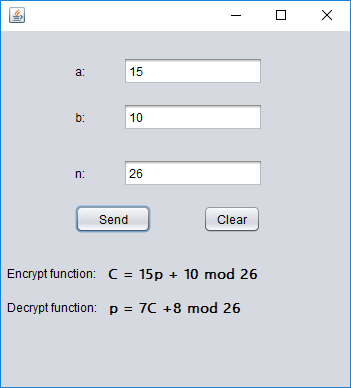 a: 15
b: 10
n: 26
Send Clear
Encrypt function: C = 15p + 10 mod 26
Decrypt function: p = 7C +8 mod 26